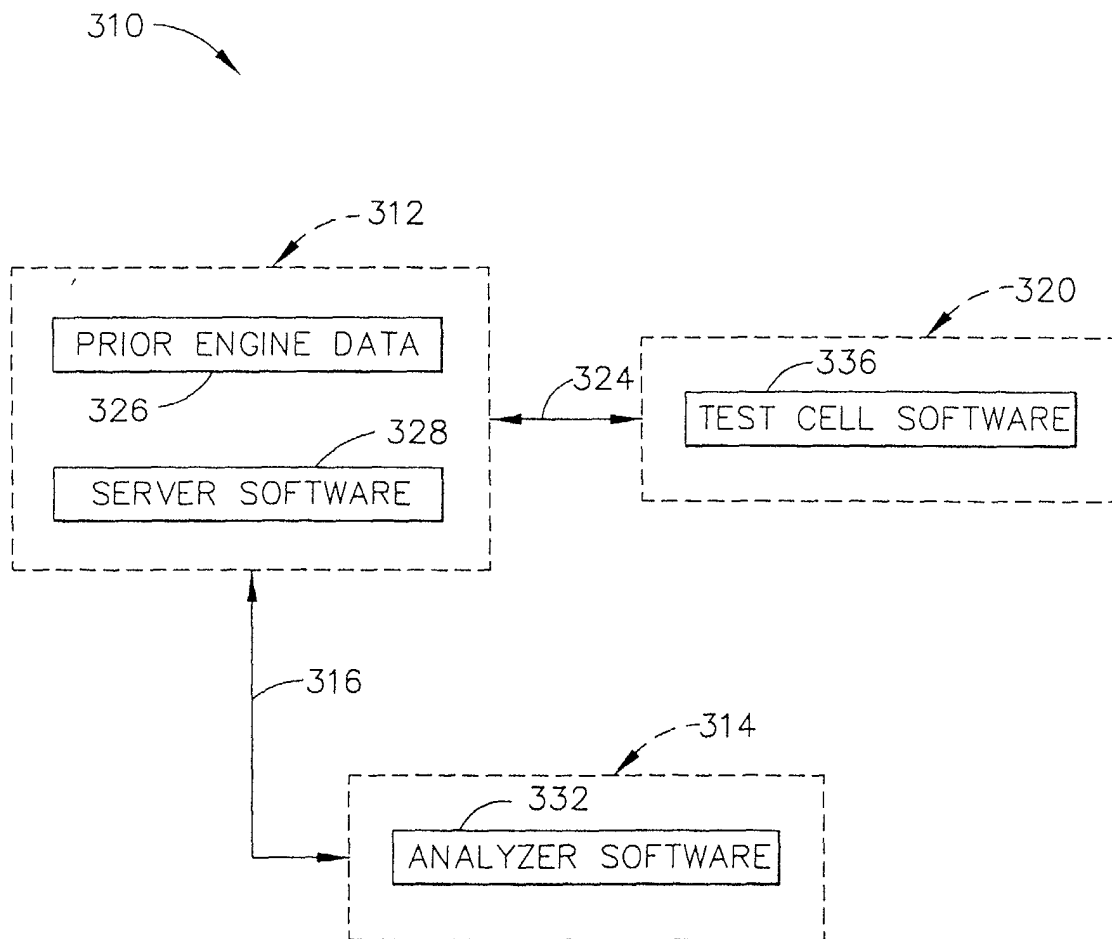 310
312
320
PRIOR ENGINE DATA
326
324
336
TEST CELL SOFTWARE
328
SERVER SOFTWARE
316
314
332
ANALYZER SOFTWARE